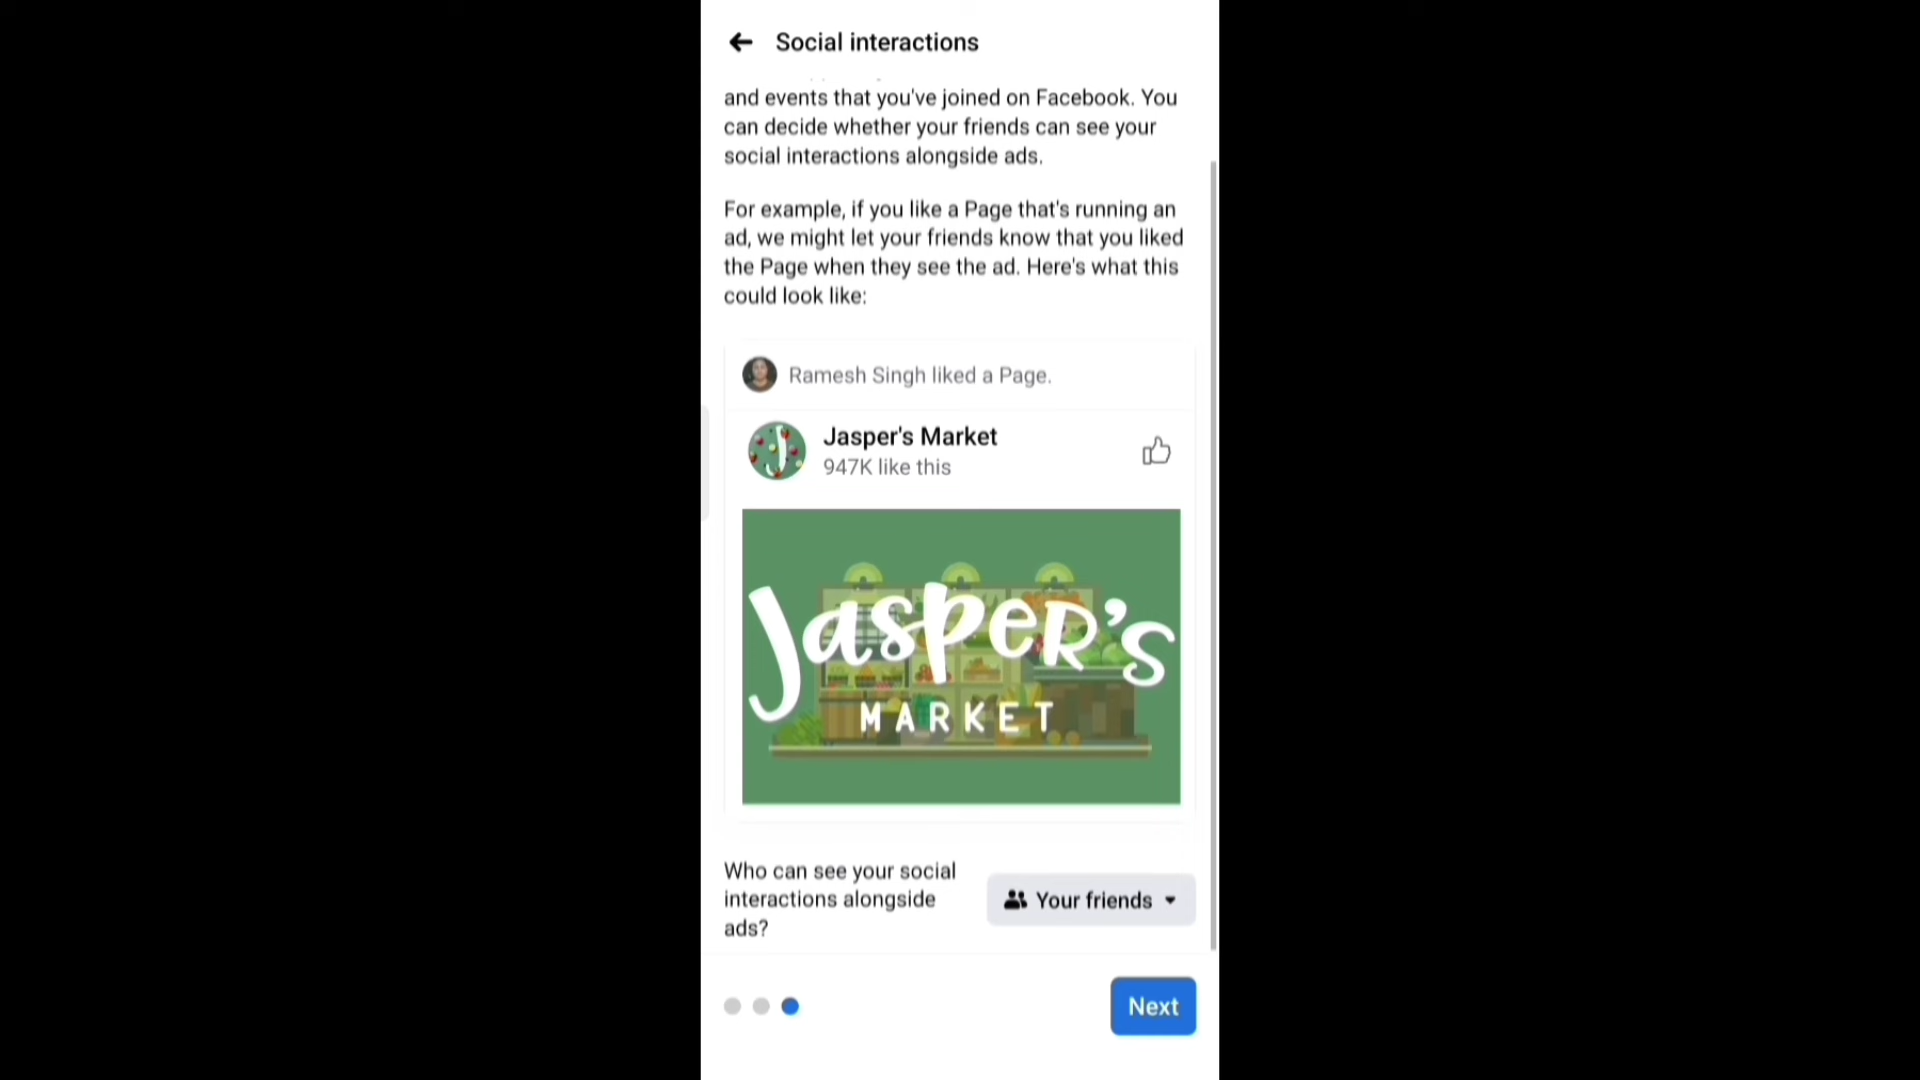 Social interactions
and events that you've joined on Facebook. You
can decide whether your friends can see your
social interactions alongside ads.
For example, if you like a Page that's running an
ad, we might let your friends know that you liked
the Page when they see the ad. Here's what this
could look like:
Ramesh Singh liked a Page.
J
Jasper's Market
947K like this
Jasper's
MARKET
Who can see your social
interactions alongside
ads?
Your friends
Next